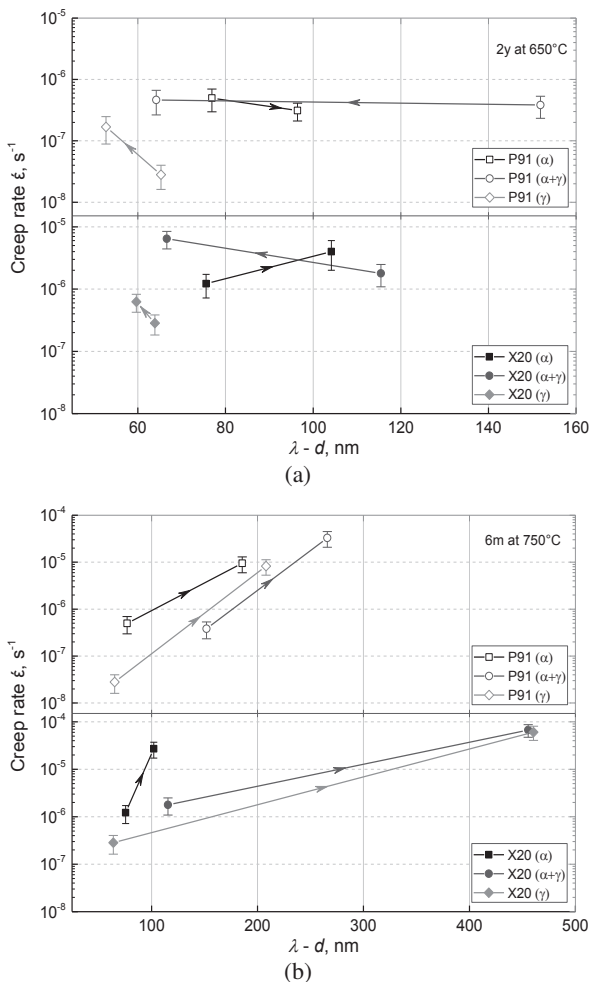 2y at 650°C
10⁻⁵
10⁻⁶
10⁻⁷
10⁻⁸
P91 (α)
P91 (α+γ)
P91 (γ)
Creep rate ε̇, s⁻¹
10⁻⁵
10⁻⁶
10⁻⁷
10⁻⁸
X20 (α)
X20 (α+γ)
X20 (γ)
60 80 100 120 140 160
λ - d, nm
(a)
6m at 750°C
10⁻⁴
10⁻⁵
10⁻⁶
10⁻⁷
10⁻⁸
P91 (α)
P91 (α+γ)
P91 (γ)
Creep rate ε̇, s⁻¹
10⁻⁴
10⁻⁵
10⁻⁶
10⁻⁷
10⁻⁸
X20 (α)
X20 (α+γ)
X20 (γ)
100 200 300 400 500
λ - d, nm
(b)